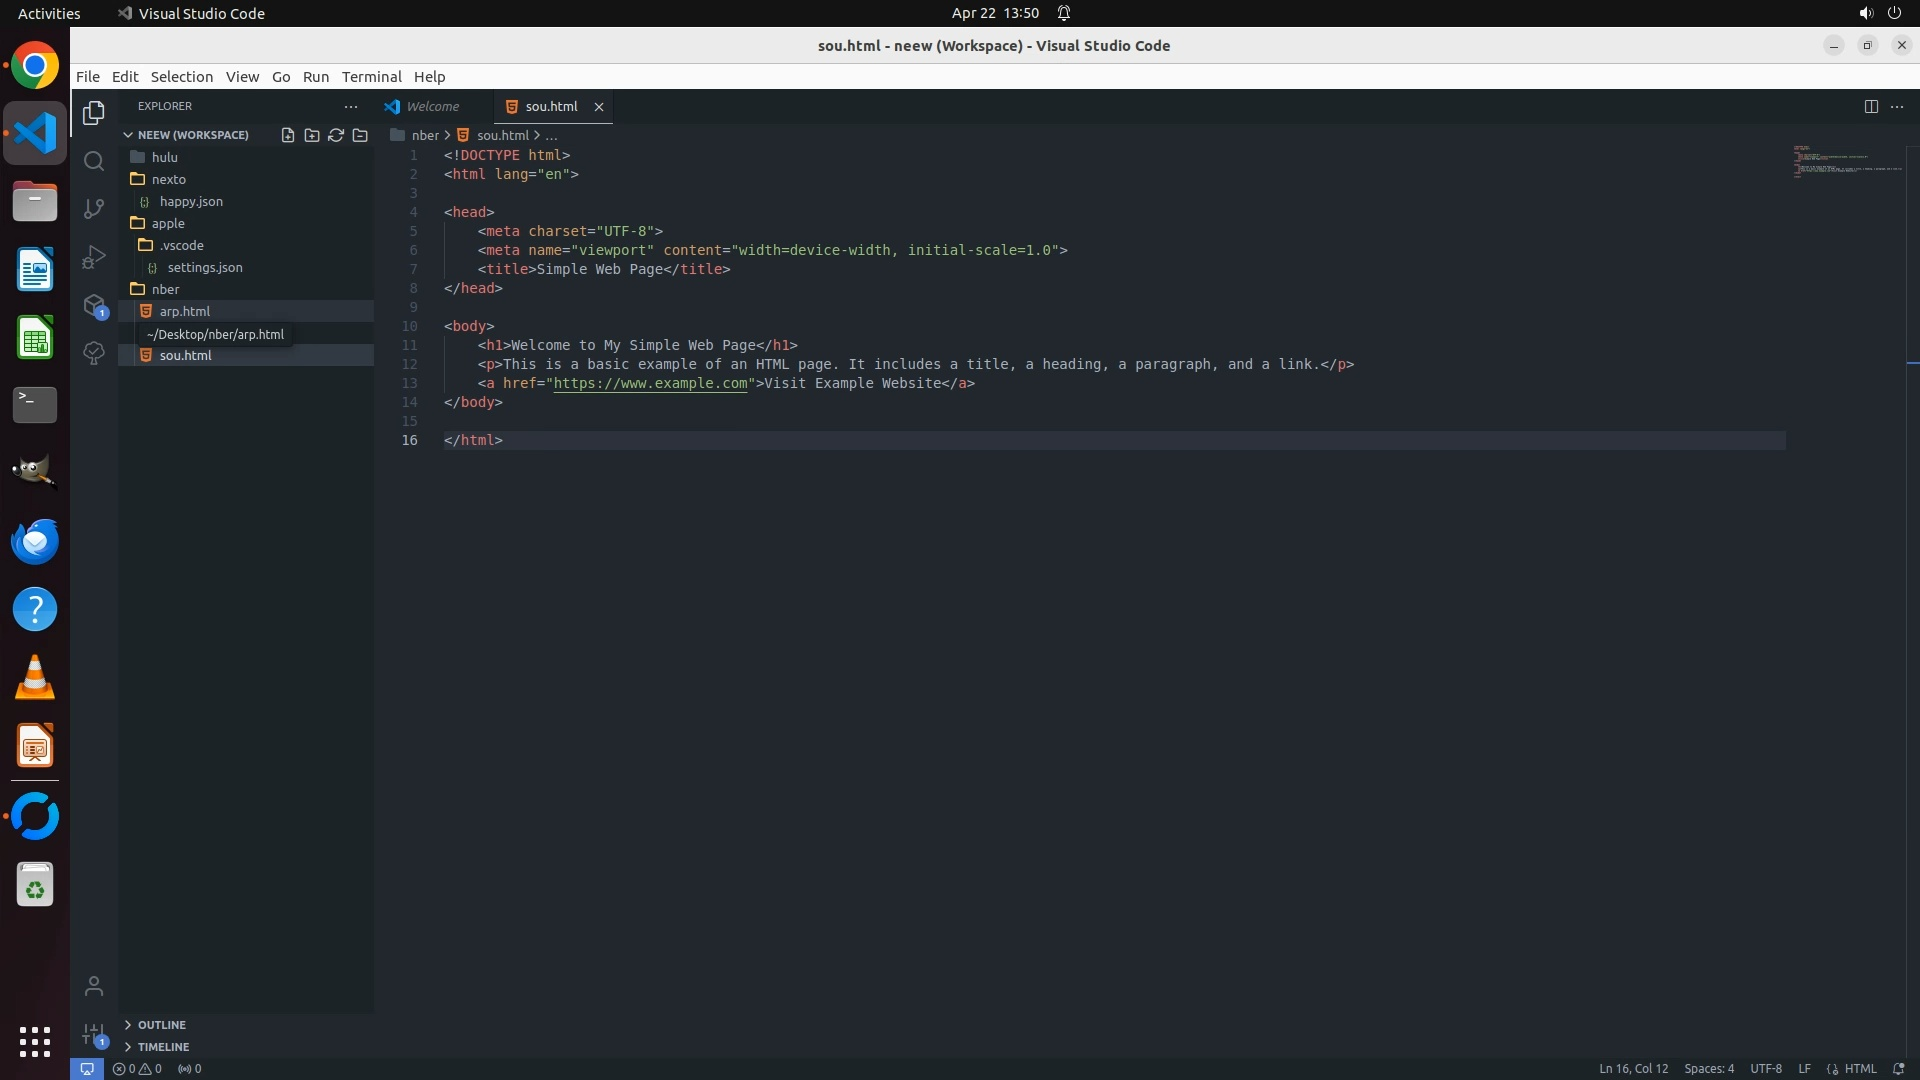 Activities
Visual Studio Code
Apr 22 13:50
sou.html - neew (Workspace) - Visual Studio Code
File Edit Selection View Go Run Terminal Help
EXPLORER
Welcome
sou.html
NEEW (WORKSPACE)
nber > sou.html > ...
hulu
nexto
happy.json
apple
.vscode
settings.json
nber
arp.html
~/Desktop/nber/arp.html
sou.html
1 <!DOCTYPE html>
2 <html lang="en">
3
4 <head>
5 <meta charset="UTF-8">
6 <meta name="viewport" content="width=device-width, initial-scale=1.0">
7 <title>Simple Web Page</title>
8 </head>
9
10 <body>
11 <h1>Welcome to My Simple Web Page</h1>
12 <p>This is a basic example of an HTML page. It includes a title, a heading, a paragraph, and a link.</p>
13 <a href="https://www.example.com">Visit Example Website</a>
14 </body>
15
16 </html>
1
OUTLINE
1
TIMELINE
0 0 0
Ln 16, Col 12
Spaces: 4
UTF-8
LF
HTML